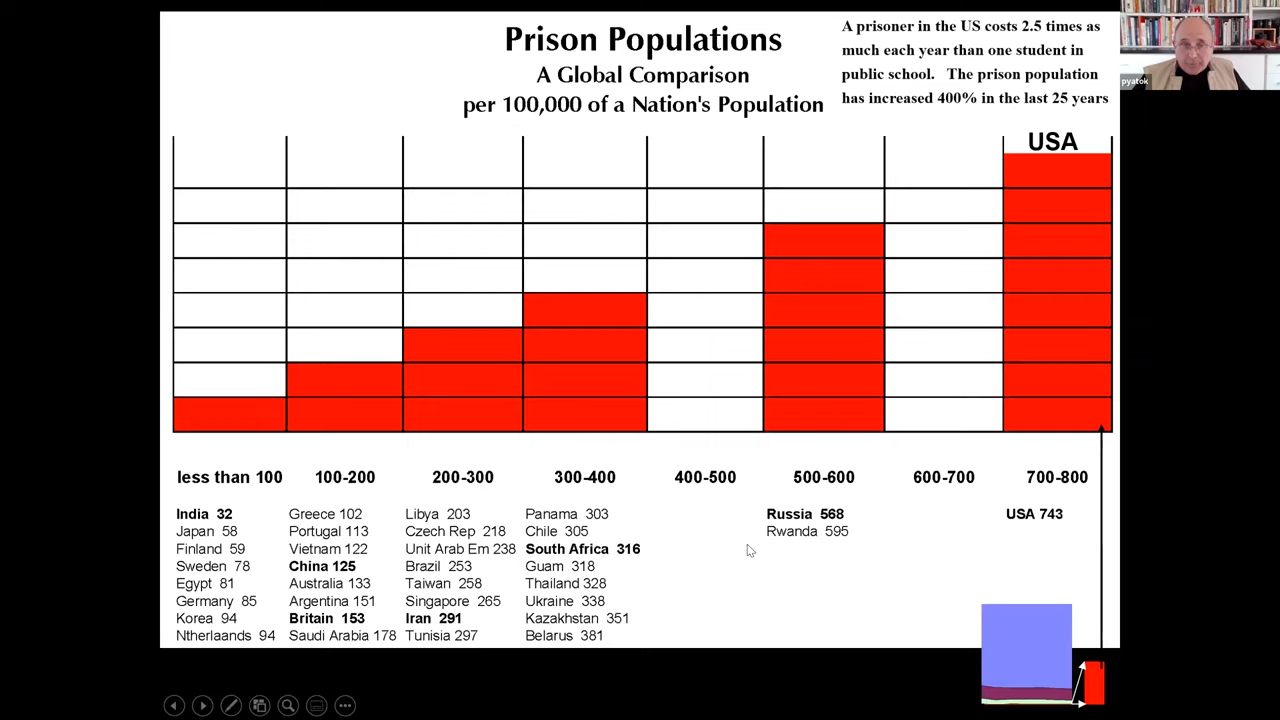 Prison Populations
A Global Comparison
per 100,000 of a Nation's Population
A prisoner in the US costs 2.5 times as
much each year than one student in
public school. The prison population
has increased 400% in the last 25 years
pyatok
USA
less than 100
100-200
200-300
300-400
400-500
500-600
600-700
700-800
India 32
Japan 58
Finland 59
Sweden 78
Egypt 81
Germany 85
Korea 94
Ntherlaands 94
Greece 102
Portugal 113
Vietnam 122
China 125
Australia 133
Argentina 151
Britain 153
Saudi Arabia 178
Libya 203
Czech Rep 218
Unit Arab Em 238
Brazil 253
Taiwan 258
Singapore 265
Iran 291
Tunisia 297
Panama 303
Chile 305
South Africa 316
Guam 318
Thailand 328
Ukraine 338
Kazakhstan 351
Belarus 381
Russia 568
Rwanda 595
USA 743